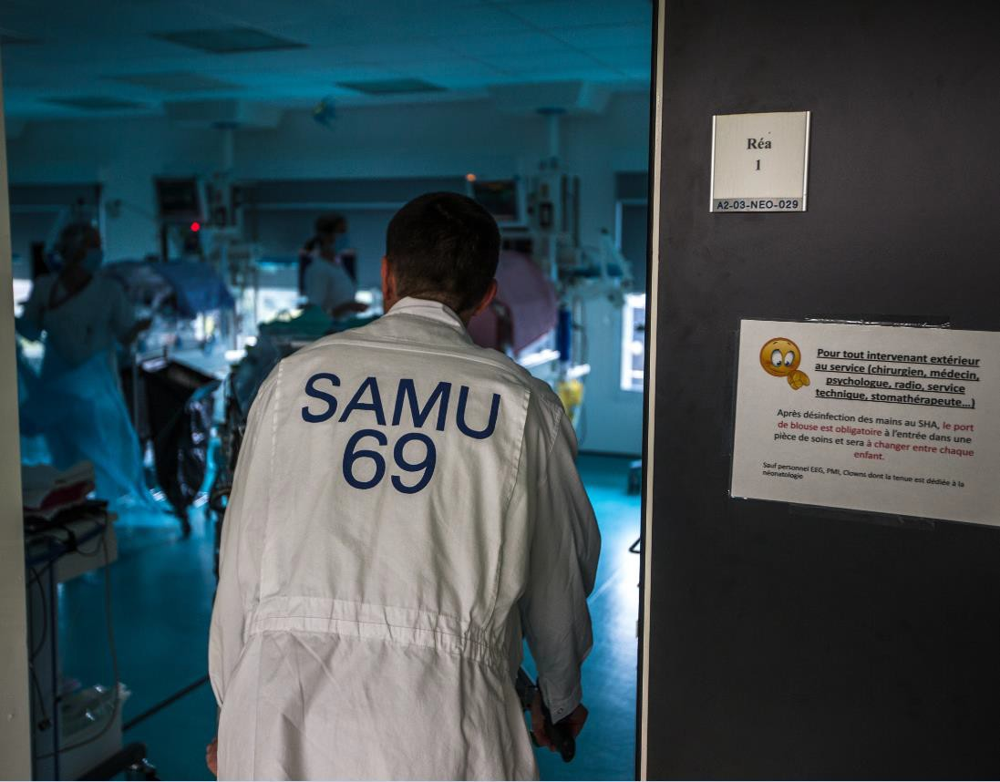 SAMU
69
Réa
1
A2-03-NEO-029
Pour tout intervenant extérieur
au service (chirurgien, médecin,
psychologue, radio, service
technique, stomathérapeute...)
Après désinfection des mains au SHA, le port
de blouse est obligatoire à l'entrée dans une
pièce de soins et sera à changer entre chaque
enfant.
Sauf personnel EEG, PMI, Clowns dont la tenue est dédiée à la
néonatologie